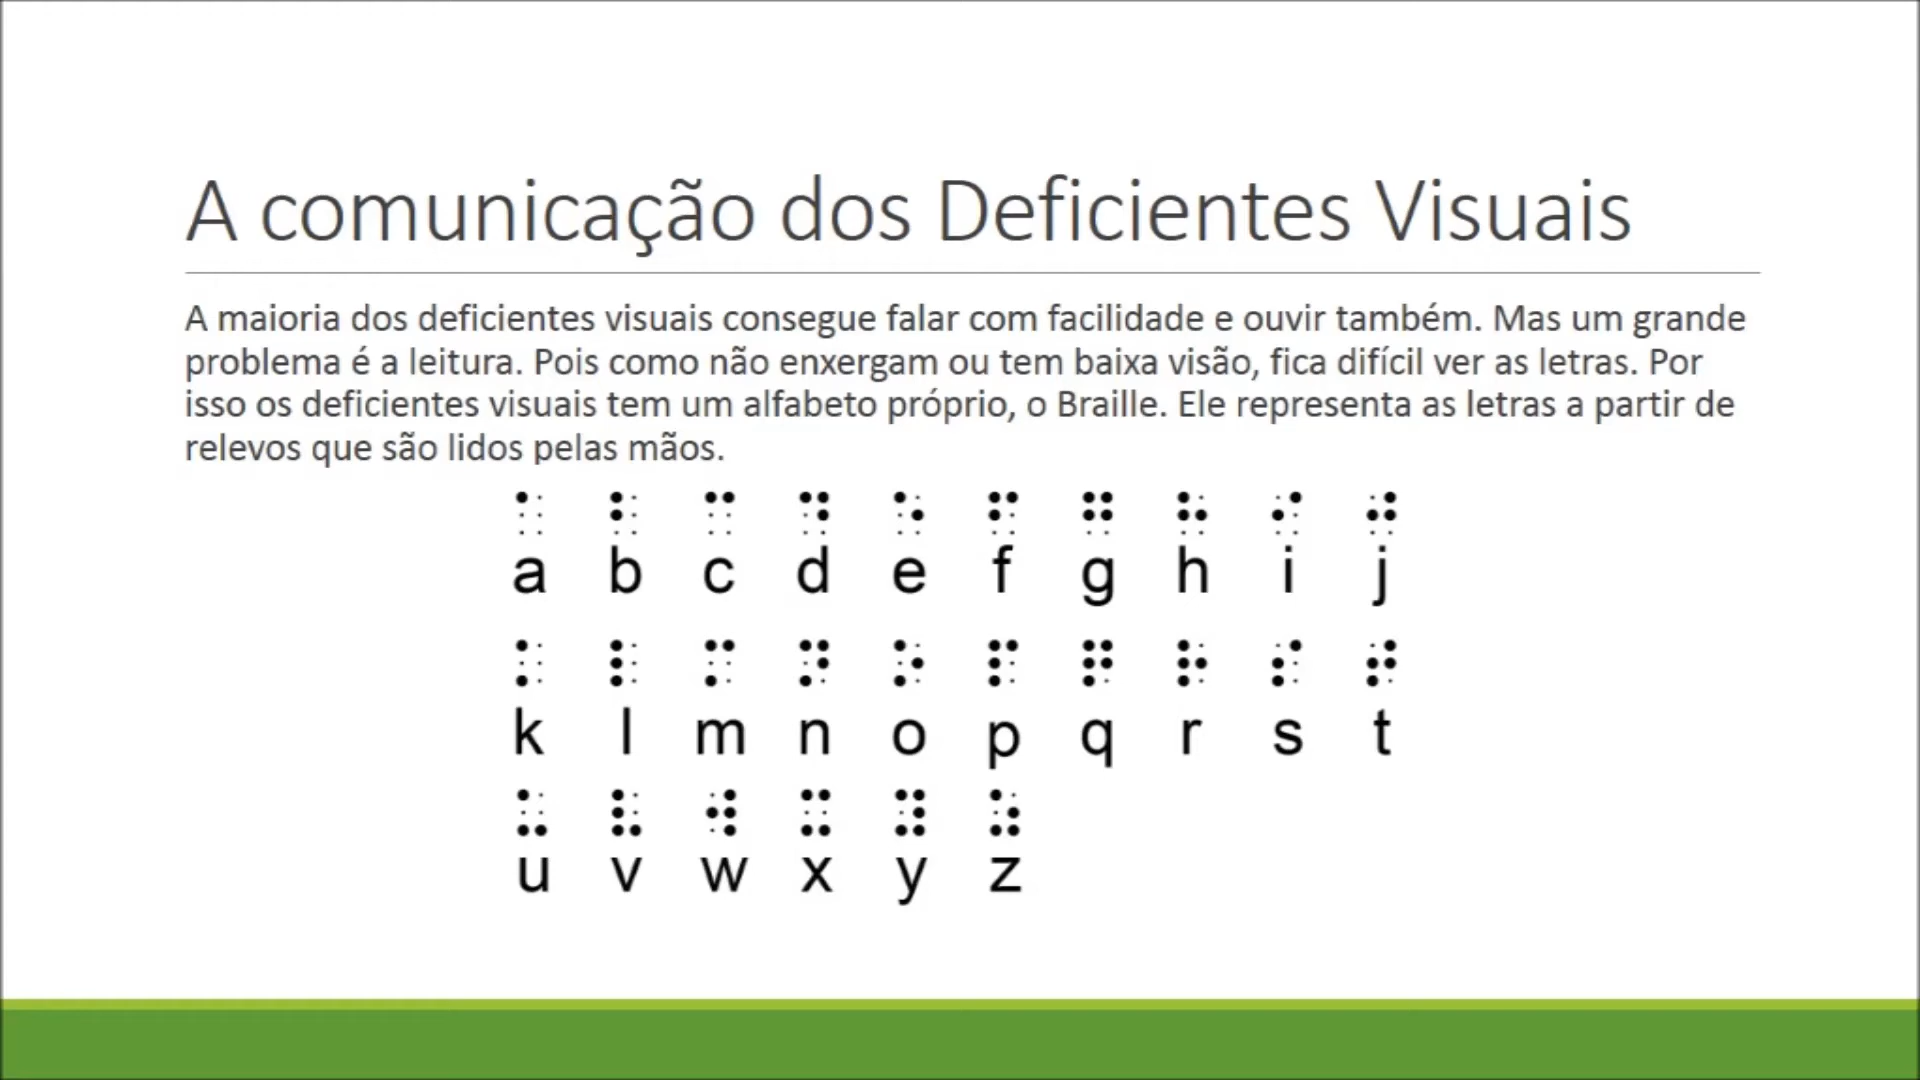 A comunicação dos Deficientes Visuais
A maioria dos deficientes visuais consegue falar com facilidade e ouvir também. Mas um grande
problema é a leitura. Pois como não enxergam ou tem baixa visão, fica difícil ver as letras. Por
isso os deficientes visuais tem um alfabeto próprio, o Braille. Ele representa as letras a partir de
relevos que são lidos pelas mãos.
⠁ ⠃ ⠉ ⠙ ⠑ ⠋ ⠛ ⠓ ⠊ ⠚
a b c d e f g h i j
⠅ ⠇ ⠍ ⠝ ⠕ ⠏ ⠟ ⠗ ⠎ ⠞
k l m n o p q r s t
⠥ ⠧ ⠺ ⠭ ⠽ ⠵
u v w x y z